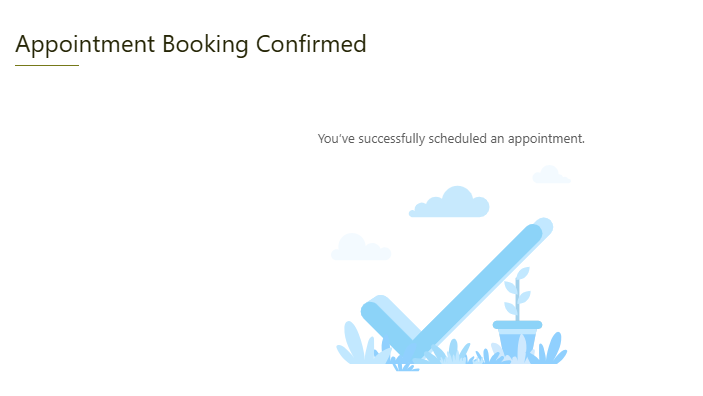 Appointment Booking Confirmed
You've successfully scheduled an appointment.